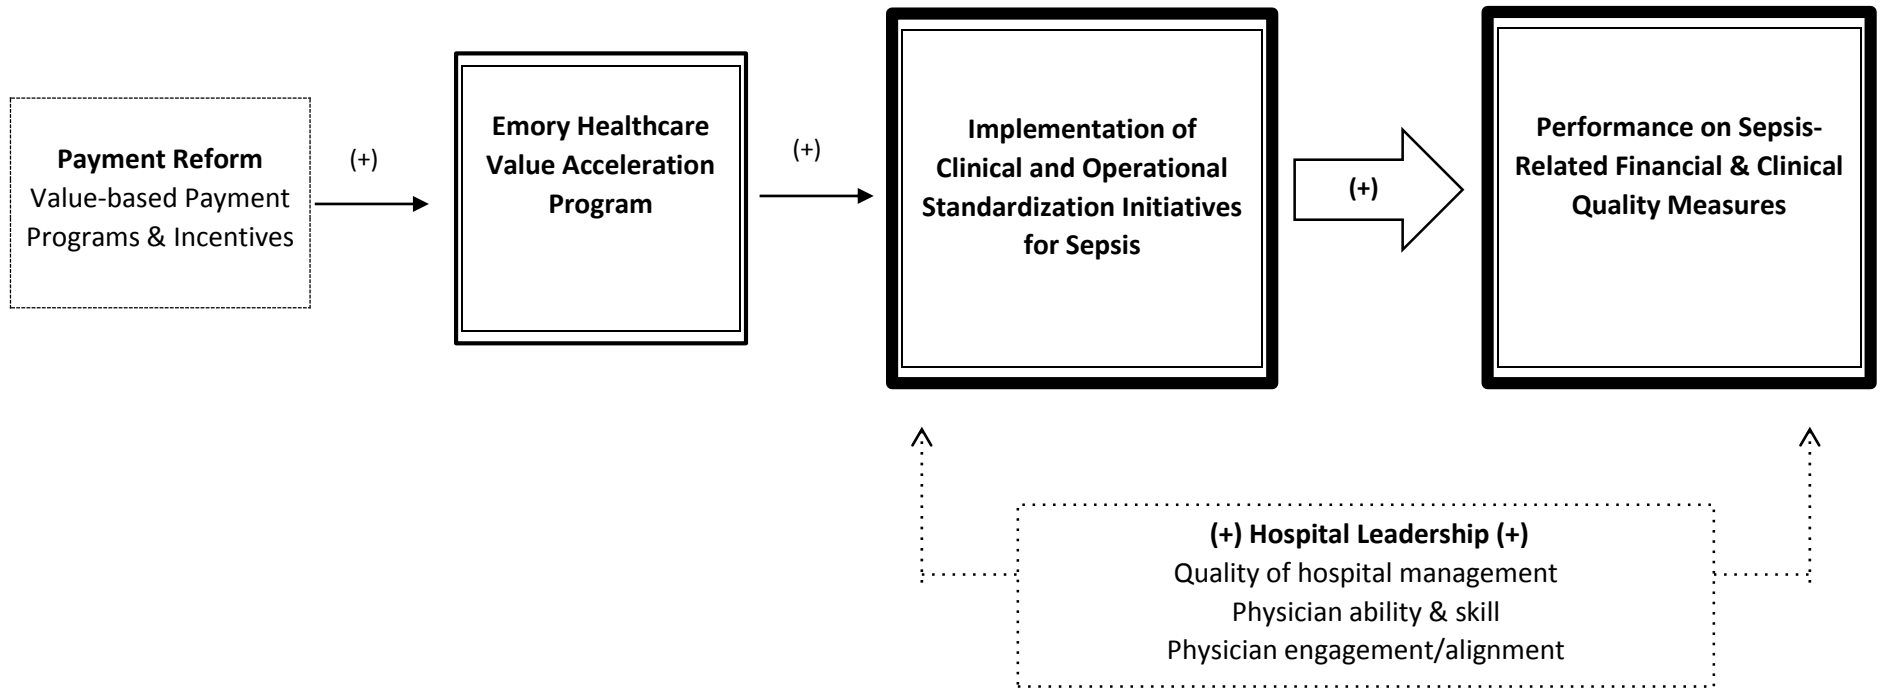 Payment Reform
Value-based Payment
Programs & Incentives
(+)
Emory Healthcare
Value Acceleration
Program
(+)
Implementation of
Clinical and Operational
Standardization Initiatives
for Sepsis
(+)
Performance on Sepsis-
Related Financial & Clinical
Quality Measures
(+) Hospital Leadership (+)
Quality of hospital management
Physician ability & skill
Physician engagement/alignment